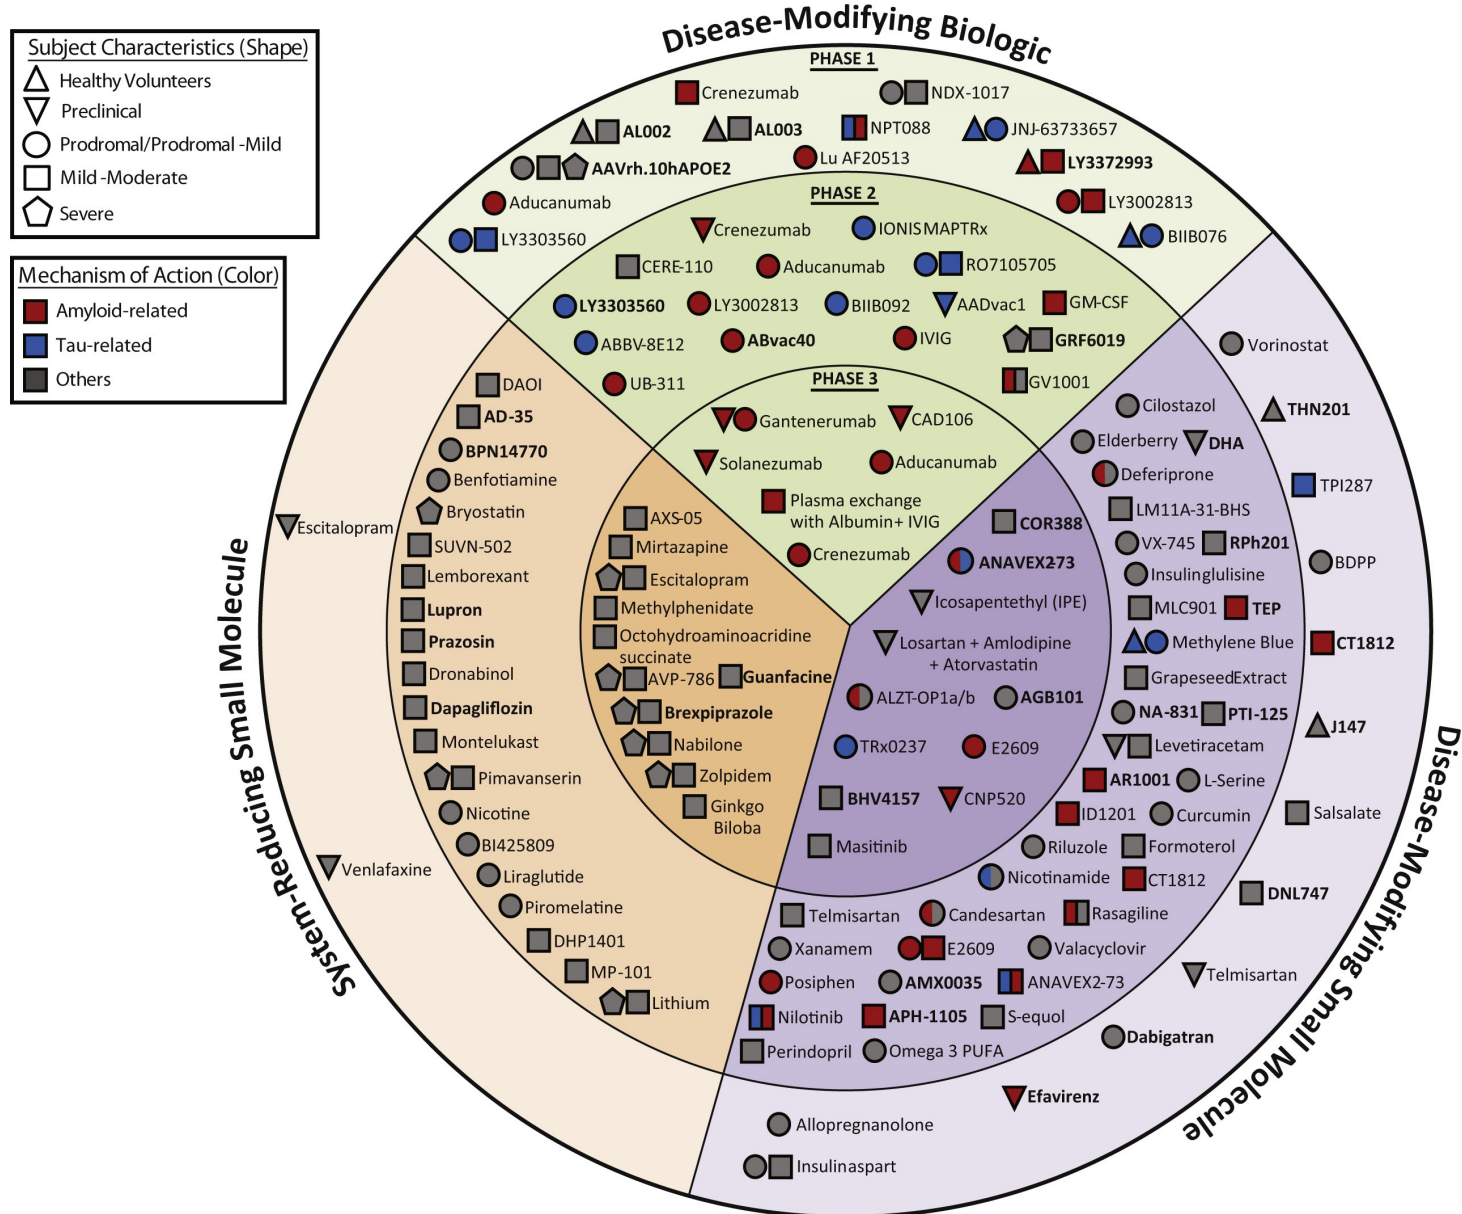 Disease-Modifying Biologic
Subject Characteristics (Shape)
Healthy Volunteers
Preclinical
Prodromal/Prodromal -Mild
Mild -Moderate
Severe
Mechanism of Action (Color)
Amyloid-related
Tau-related
Others
PHASE 1
Crenezumab
NDX-1017
AL002
AL003
NPT088
JNJ-63733657
Lu AF20513
LY3372993
AAVrh.10hAPOE2
Aducanumab
LY3002813
LY3303560
BIIB076
PHASE 2
Crenezumab
IONIS MAPTRx
CERE-110
Aducanumab
RO7105705
LY3303560
LY3002813
BIIB092
AADvac1
GM-CSF
ABBV-8E12
ABvac40
IVIG
GRF6019
UB-311
GV1001
PHASE 3
Gantenerumab
CAD106
Solanezumab
Aducanumab
Plasma exchange
with Albumin+ IVIG
Crenezumab
System-Reducing Small Molecule
Escitalopram
Venlafaxine
DAOI
AD-35
BPN14770
Benfotiamine
Bryostatin
SUVN-502
Lemborexant
Lupron
Prazosin
Dronabinol
Dapagliflozin
Montelukast
Pimavanserin
Nicotine
BI425809
Liraglutide
Piromelatine
DHP1401
MP-101
Lithium
AXS-05
Mirtazapine
Escitalopram
Methylphenidate
Octohydroaminoacridine
succinate
AVP-786
Guanfacine
Brexpiprazole
Nabilone
Zolpidem
Ginkgo
Biloba
COR388
ANAVEX2-73
Icosapentethyl (IPE)
Losartan + Amlodipine
+ Atorvastatin
ALZT-OP1a/b
AGB101
TRx0237
E2609
BHV4157
CNP520
Masitinib
Cilostazol
Elderberry
DHA
Deferiprone
LM11A-31-BHS
VX-745
RPh201
Insulinglulisine
MLC901
TEP
Methylene Blue
GrapeseedExtract
NA-831
PTI-125
Levetiracetam
AR1001
L-Serine
ID1201
Curcumin
Riluzole
Formoterol
Nicotinamide
CT1812
Telmisartan
Candesartan
Rasagiline
Xanamem
E2609
Valacyclovir
Posiphen
AMX0035
ANAVEX2-73
Nilotinib
APH-1105
S-equol
Perindopril
Omega 3 PUFA
Vorinostat
THN201
TPI287
BDPP
CT1812
J147
Salsalate
DNL747
Telmisartan
Dabigatran
Efavirenz
Allopregnanolone
Insulinaspart
Disease-Modifying Small Molecule